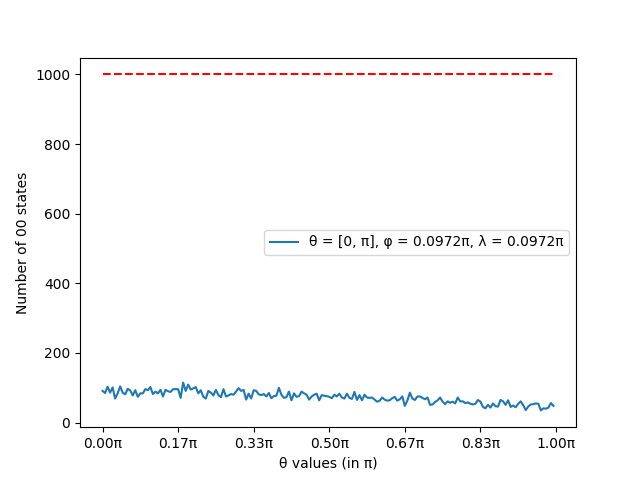 1000
800
600
400
200
0
Number of 00 states
θ = [0, π], φ = 0.0972π, λ = 0.0972π
0.00π 0.17π 0.33π 0.50π 0.67π 0.83π 1.00π
θ values (in π)